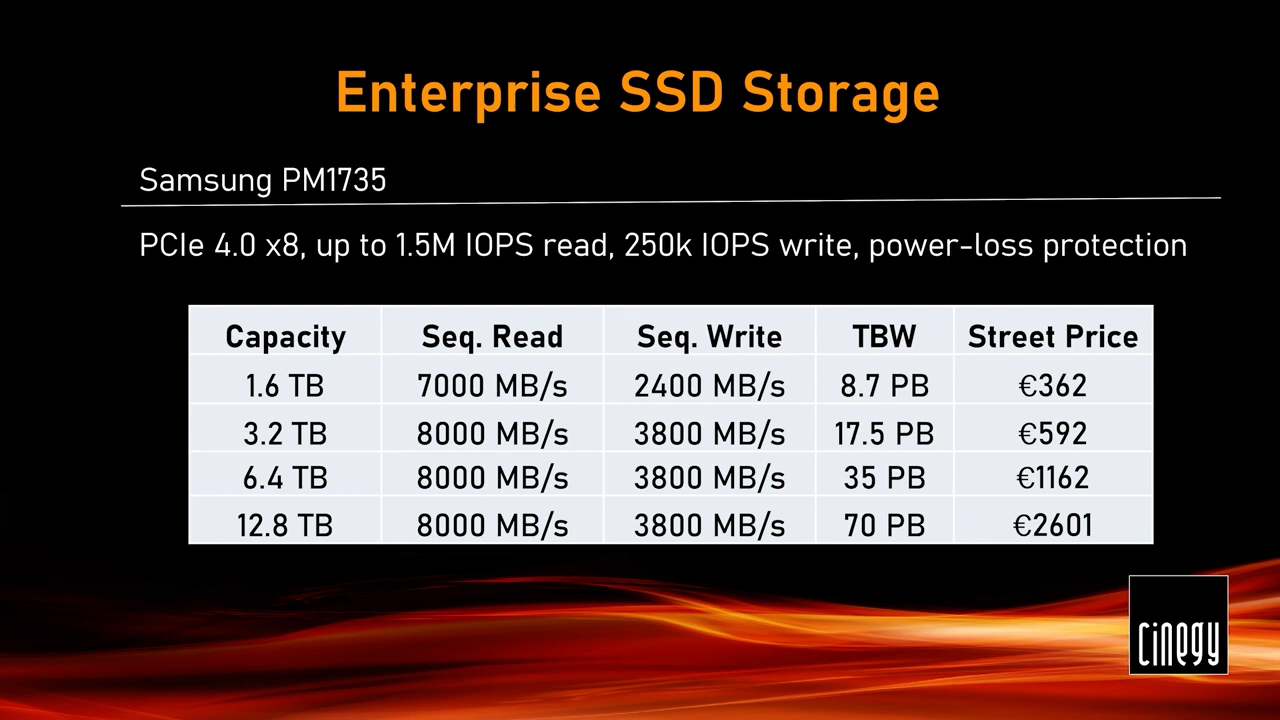 Enterprise SSD Storage
Samsung PM1735
PCIe 4.0 x8, up to 1.5M IOPS read, 250k IOPS write, power-loss protection
Capacity Seq. Read Seq. Write TBW Street Price
1.6 TB 7000 MB/s 2400 MB/s 8.7 PB €362
3.2 TB 8000 MB/s 3800 MB/s 17.5 PB €592
6.4 TB 8000 MB/s 3800 MB/s 35 PB €1162
12.8 TB 8000 MB/s 3800 MB/s 70 PB €2601
cinegy